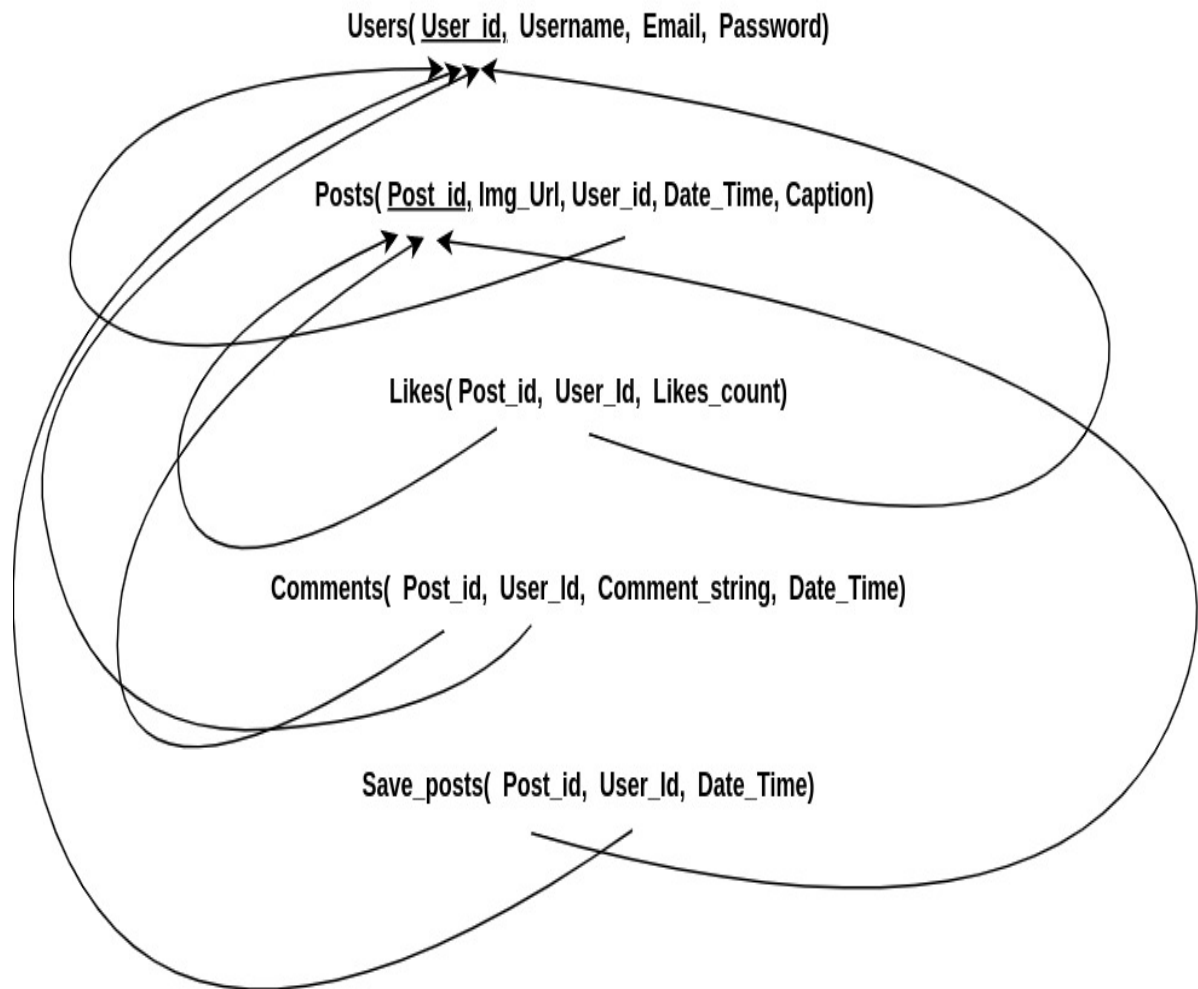 Users( User_id, Username, Email, Password)
Posts( Post_id, Img_Url, User_id, Date_Time, Caption)
Likes( Post_id, User_Id, Likes_count)
Comments( Post_id, User_Id, Comment_string, Date_Time)
Save_posts( Post_id, User_Id, Date_Time)